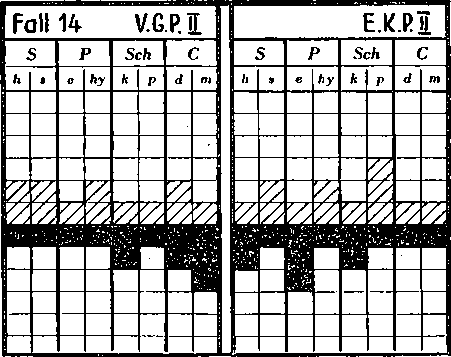 Fall 14 V.G.P. II E.K.P. II
S P Sch C S P Sch C
h s e hy k p d m h s e hy k p d m